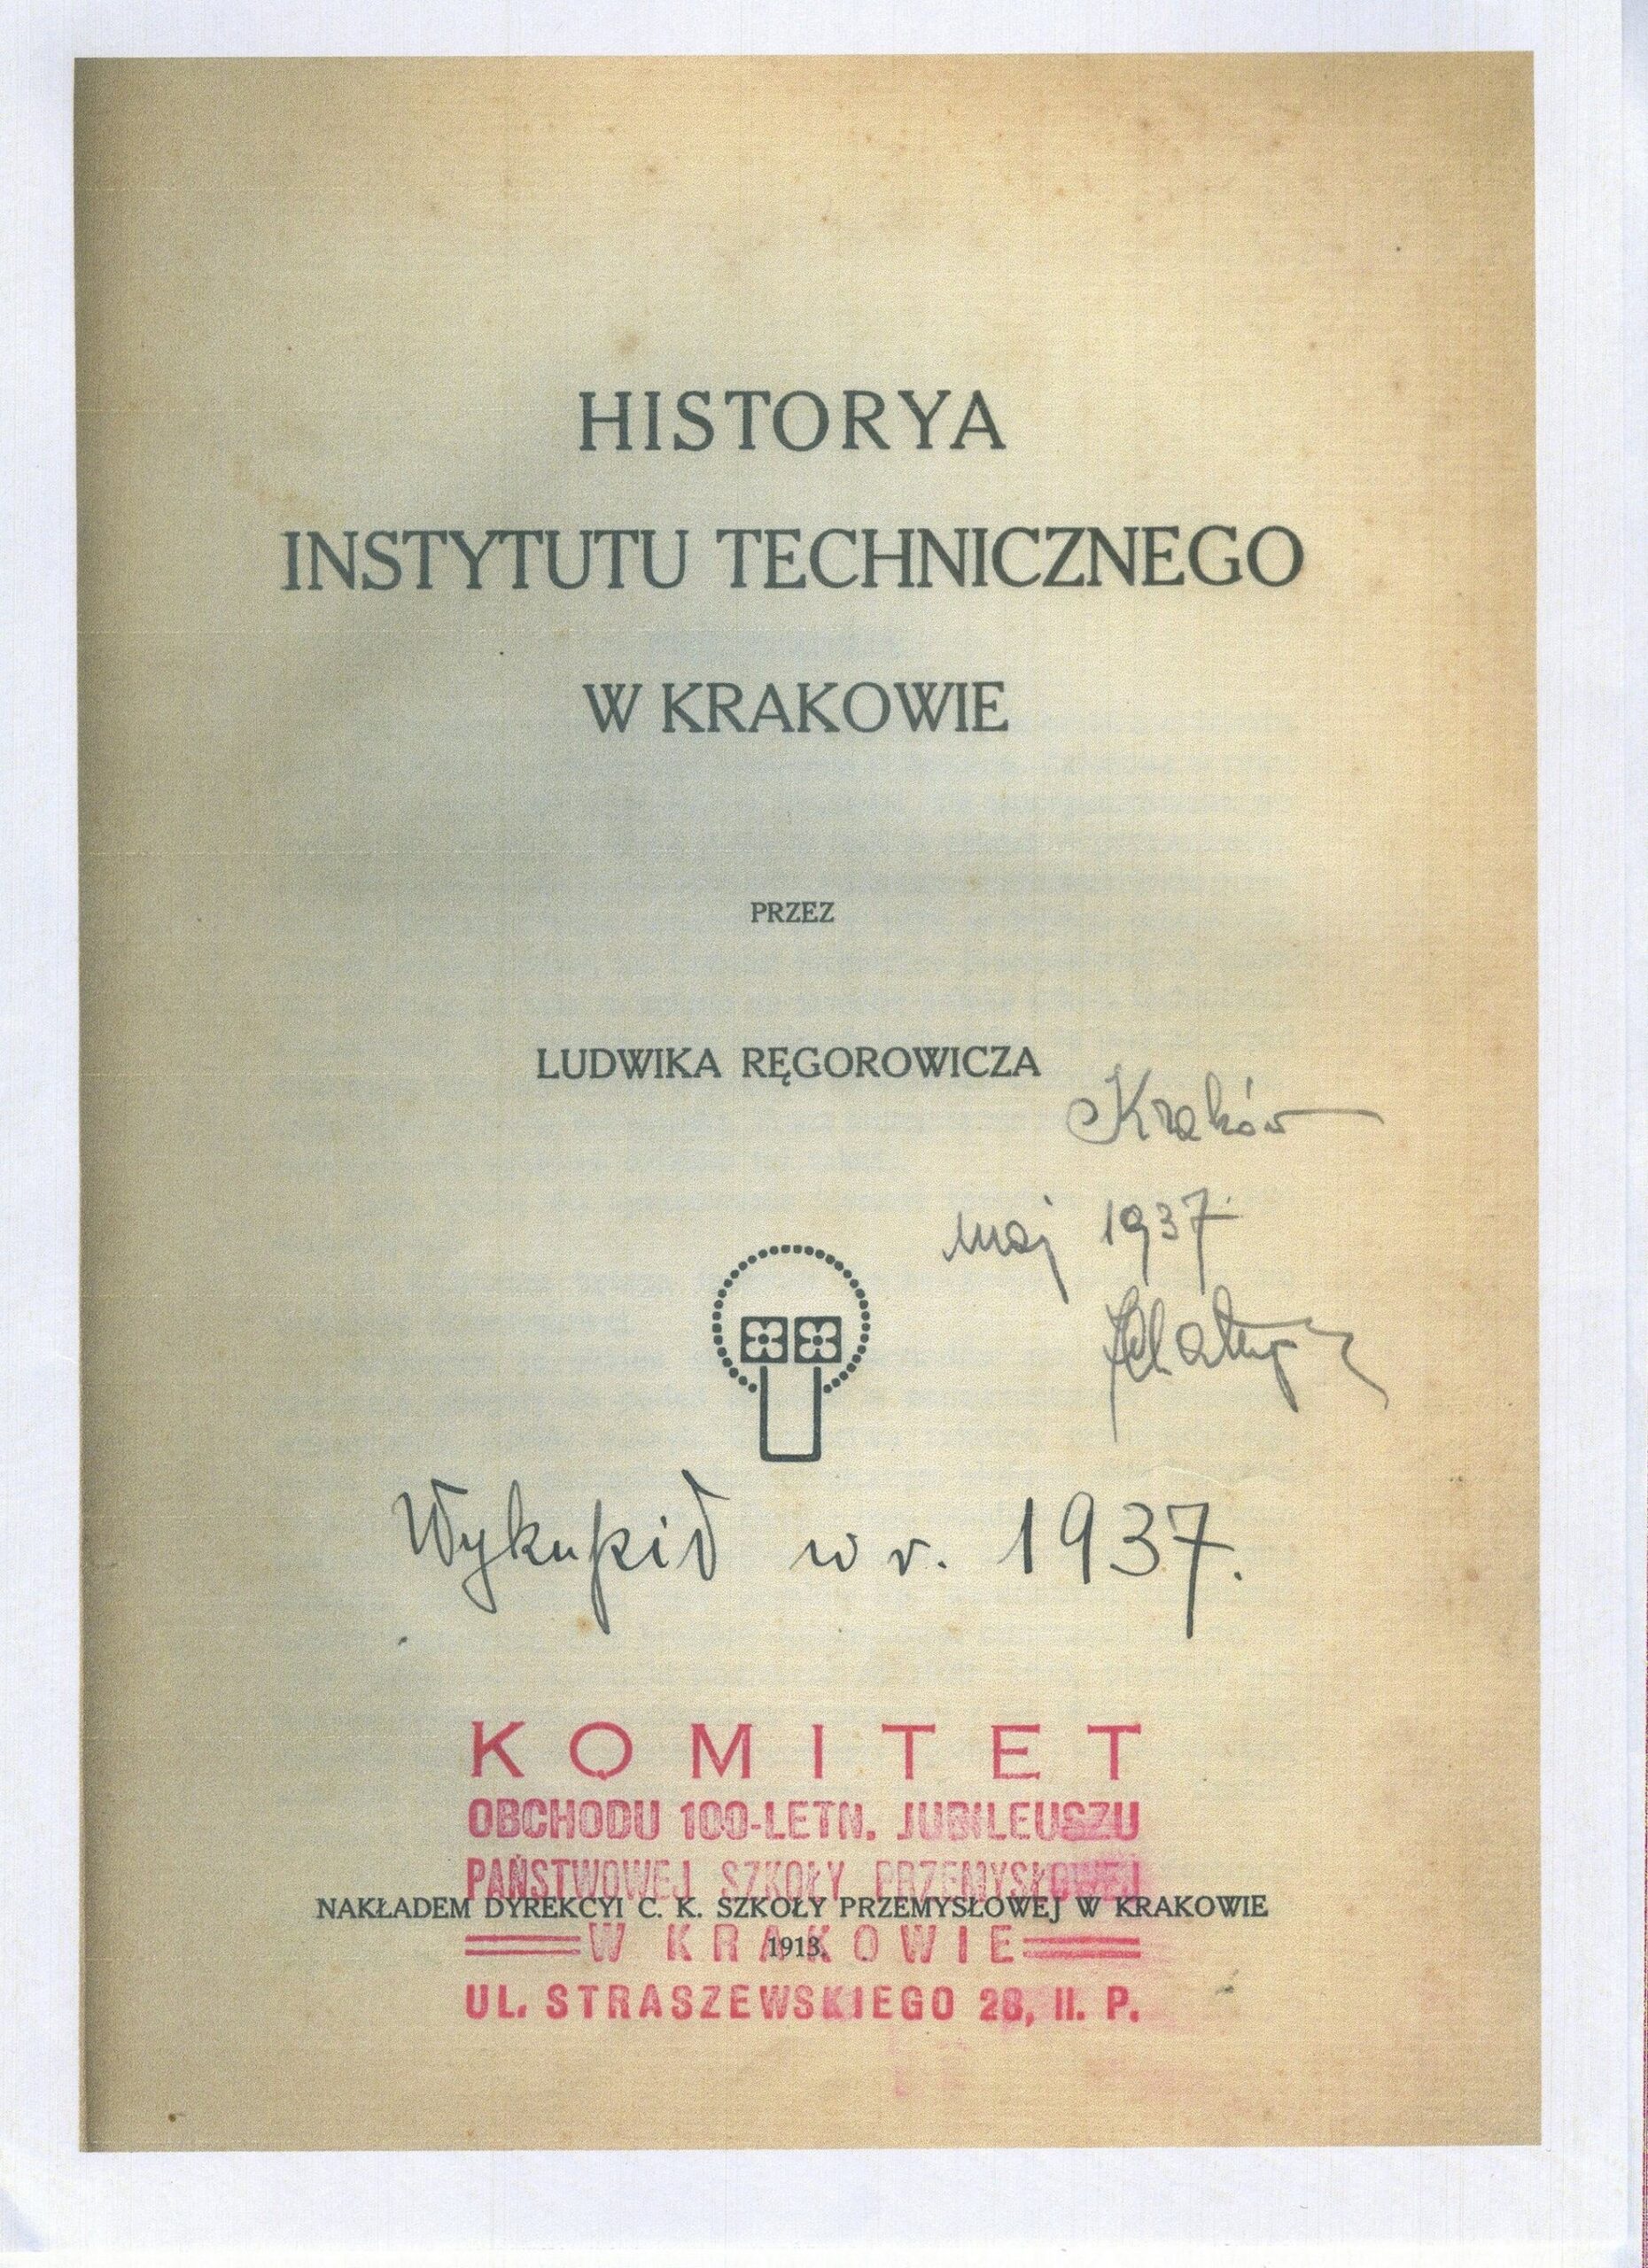 HISTORYA
INSTYTUTU TECHNICZNEGO
W KRAKOWIE
PRZEZ
LUDWIKA RĘGOROWICZA
Kraków
maj 1937.
Wykupił w r. 1937.
KOMITET
OBCHODU 100-LETN. JUBILEUSZU
PAŃSTWOWEJ SZKOŁY PRZEMYSŁOWEJ
NAKŁADEM DYREKCYI C. K. SZKOŁY PRZEMYSŁOWEJ W KRAKOWIE
W KRAKOWIE
1913.
UL. STRASZEWSKIEGO 28, II. P.